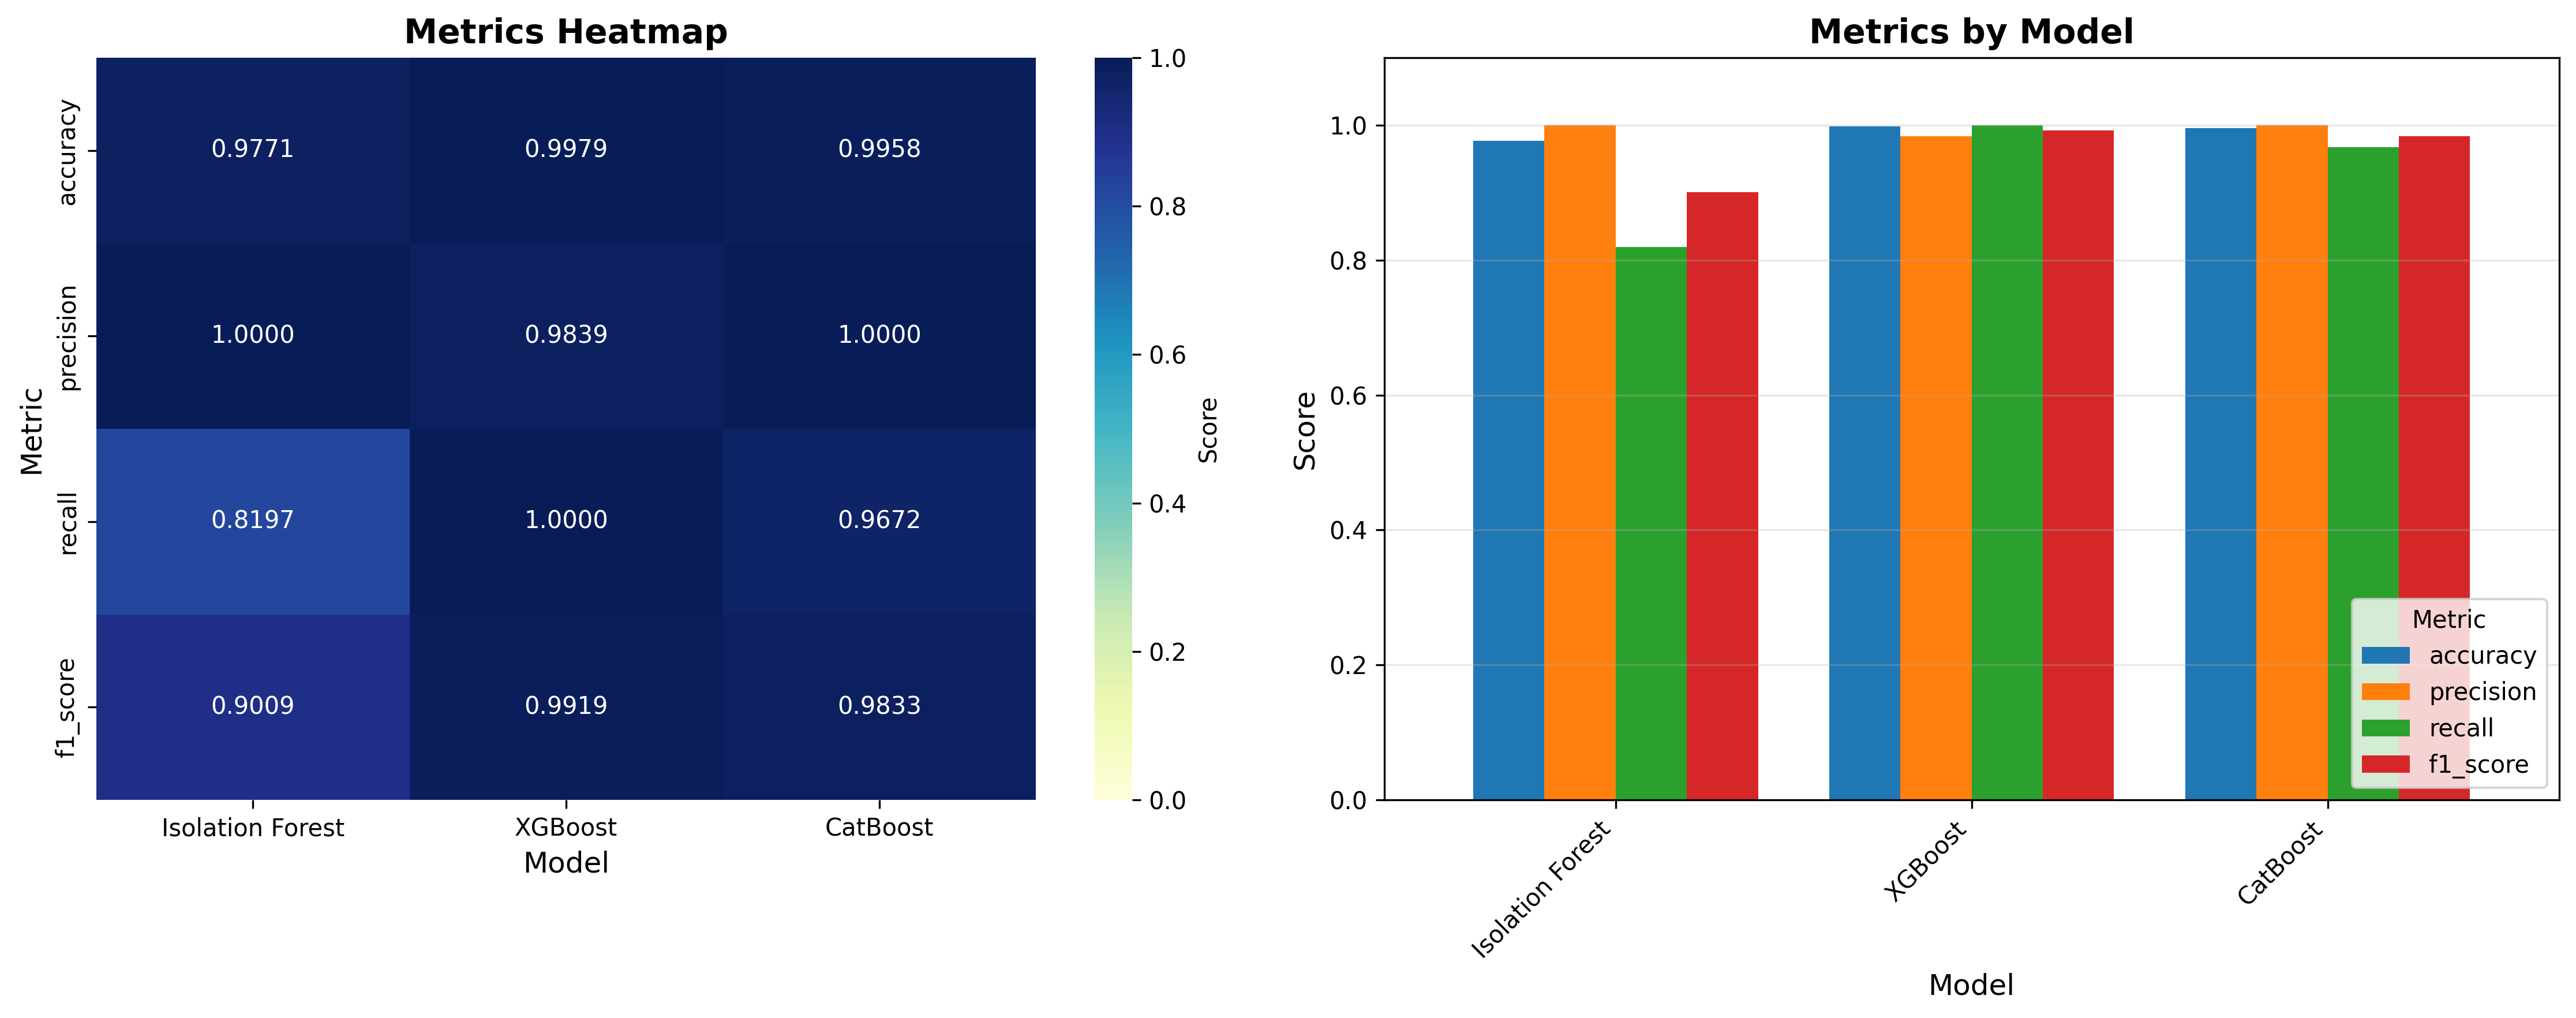 Metrics Heatmap
Metric
accuracy
precision
recall
f1_score
0.9771 0.9979 0.9958
1.0000 0.9839 1.0000
0.8197 1.0000 0.9672
0.9009 0.9919 0.9833
Isolation Forest XGBoost CatBoost
Model
1.0
0.8
0.6
0.4
0.2
0.0
Score
Metrics by Model
Score
1.0
0.8
0.6
0.4
0.2
0.0
Metric
accuracy
precision
recall
f1_score
Isolation Forest
XGBoost
CatBoost
Model